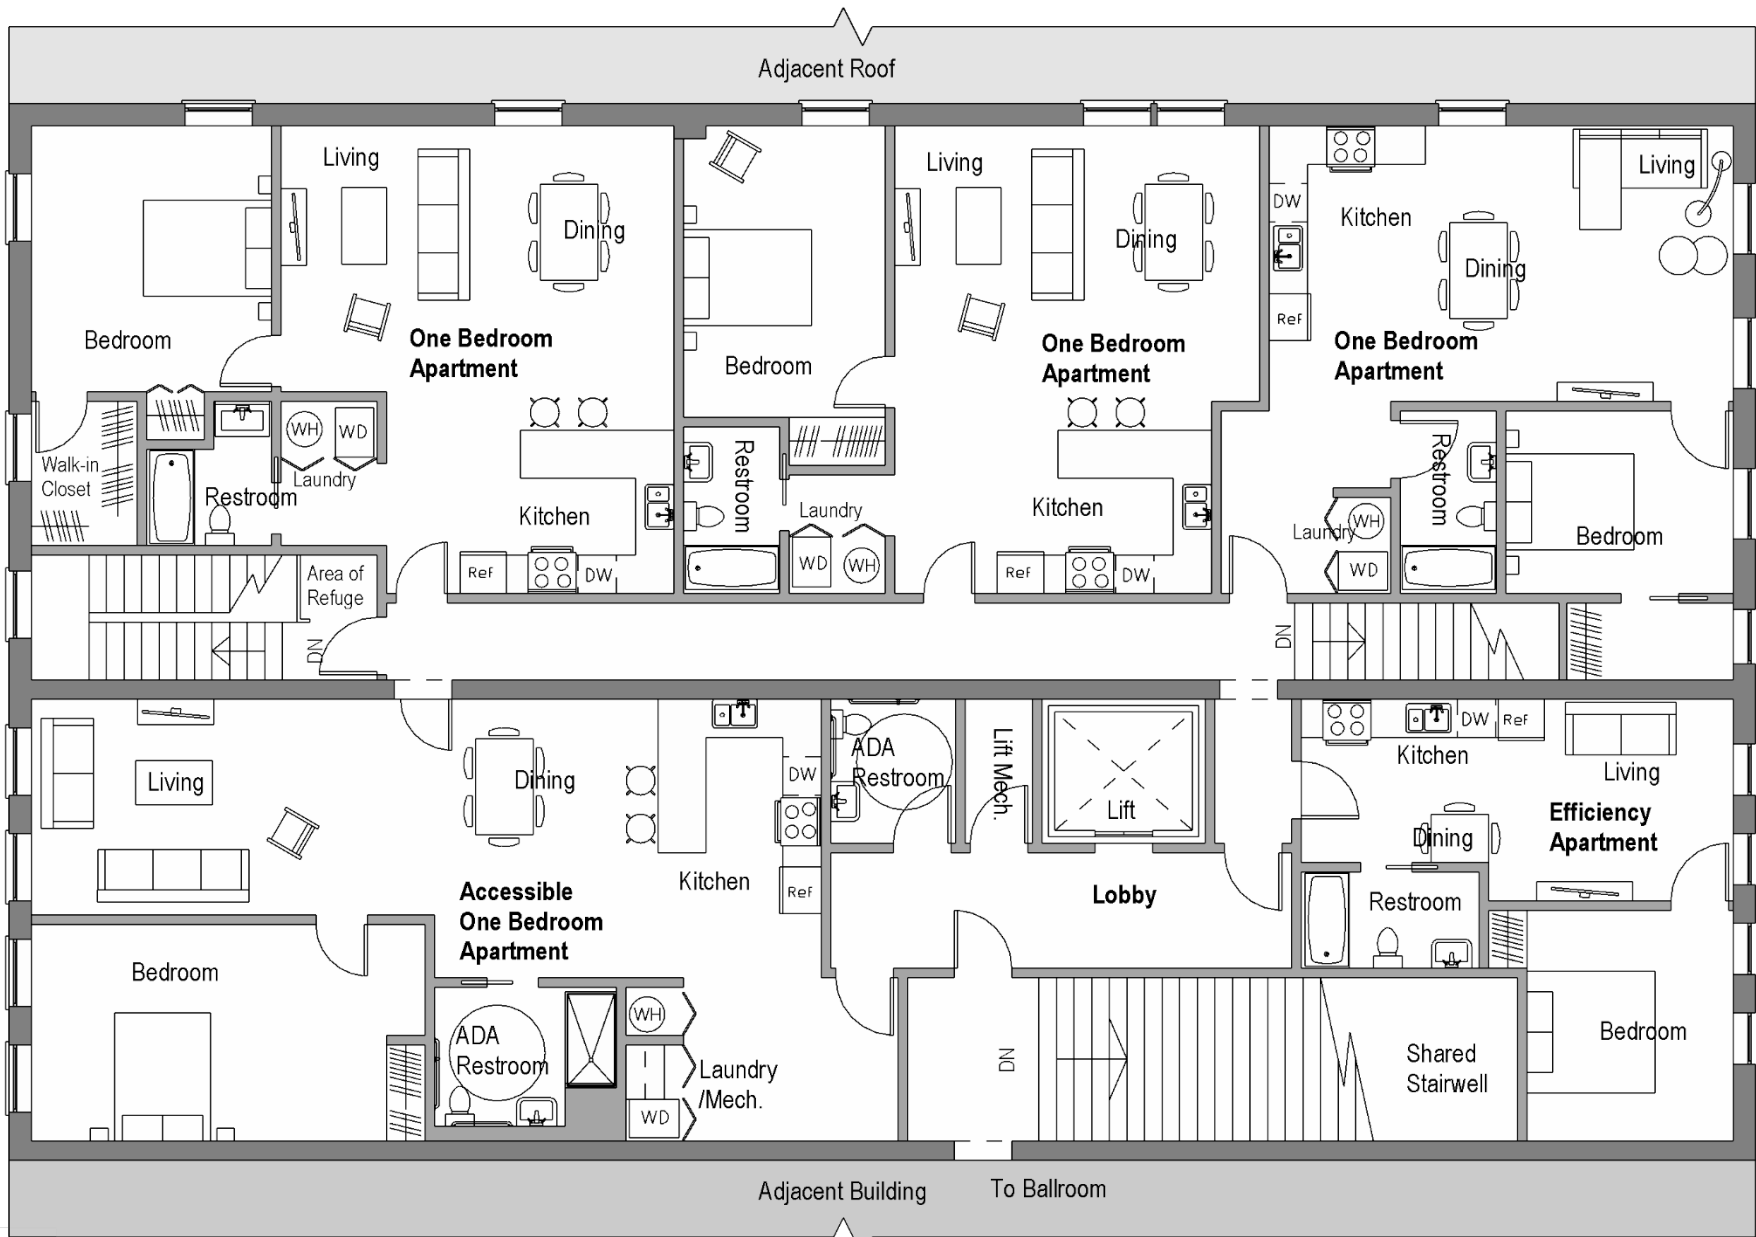 Adjacent Roof
Living
Dining
Bedroom
One Bedroom
Apartment
Walk-in
Closet
Restroom
WH
WD
Laundry
Kitchen
Ref
DW
Area of
Refuge
DN
Living
Dining
Bedroom
One Bedroom
Apartment
Restroom
Laundry
WD
WH
Kitchen
Ref
DW
Living
Kitchen
DW
Dining
Ref
One Bedroom
Apartment
Restroom
Laundry
WH
WD
Bedroom
DN
Living
Dining
DW
Kitchen
Ref
Accessible
One Bedroom
Apartment
Bedroom
ADA
Restroom
WH
WD
Laundry
/Mech.
ADA
Restroom
Lift Mech.
Lift
Lobby
DW
Ref
Kitchen
Living
Efficiency
Apartment
Dining
Restroom
Bedroom
DN
Shared
Stairwell
Adjacent Building
To Ballroom